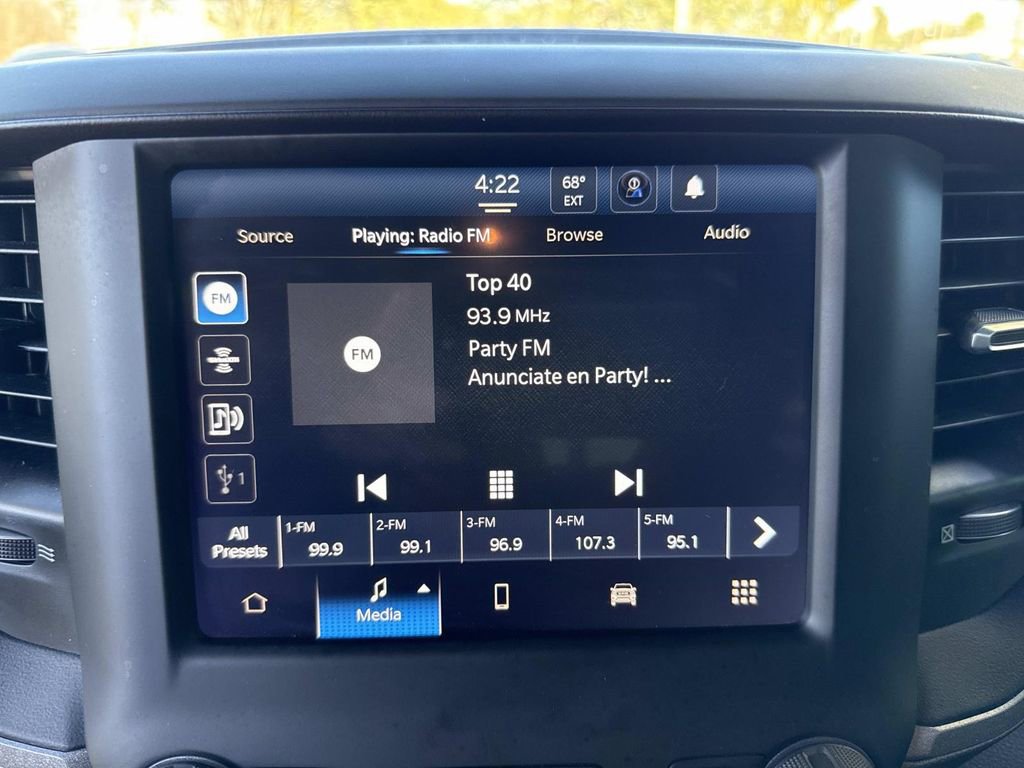 4:22
68°
EXT
Source
Playing: Radio FM
Browse
Audio
FM
FM
1
Top 40
93.9 MHz
Party FM
Anunciate en Party! ...
All
Presets
1-FM
99.9
2-FM
99.1
3-FM
96.9
4-FM
107.3
5-FM
95.1
Media